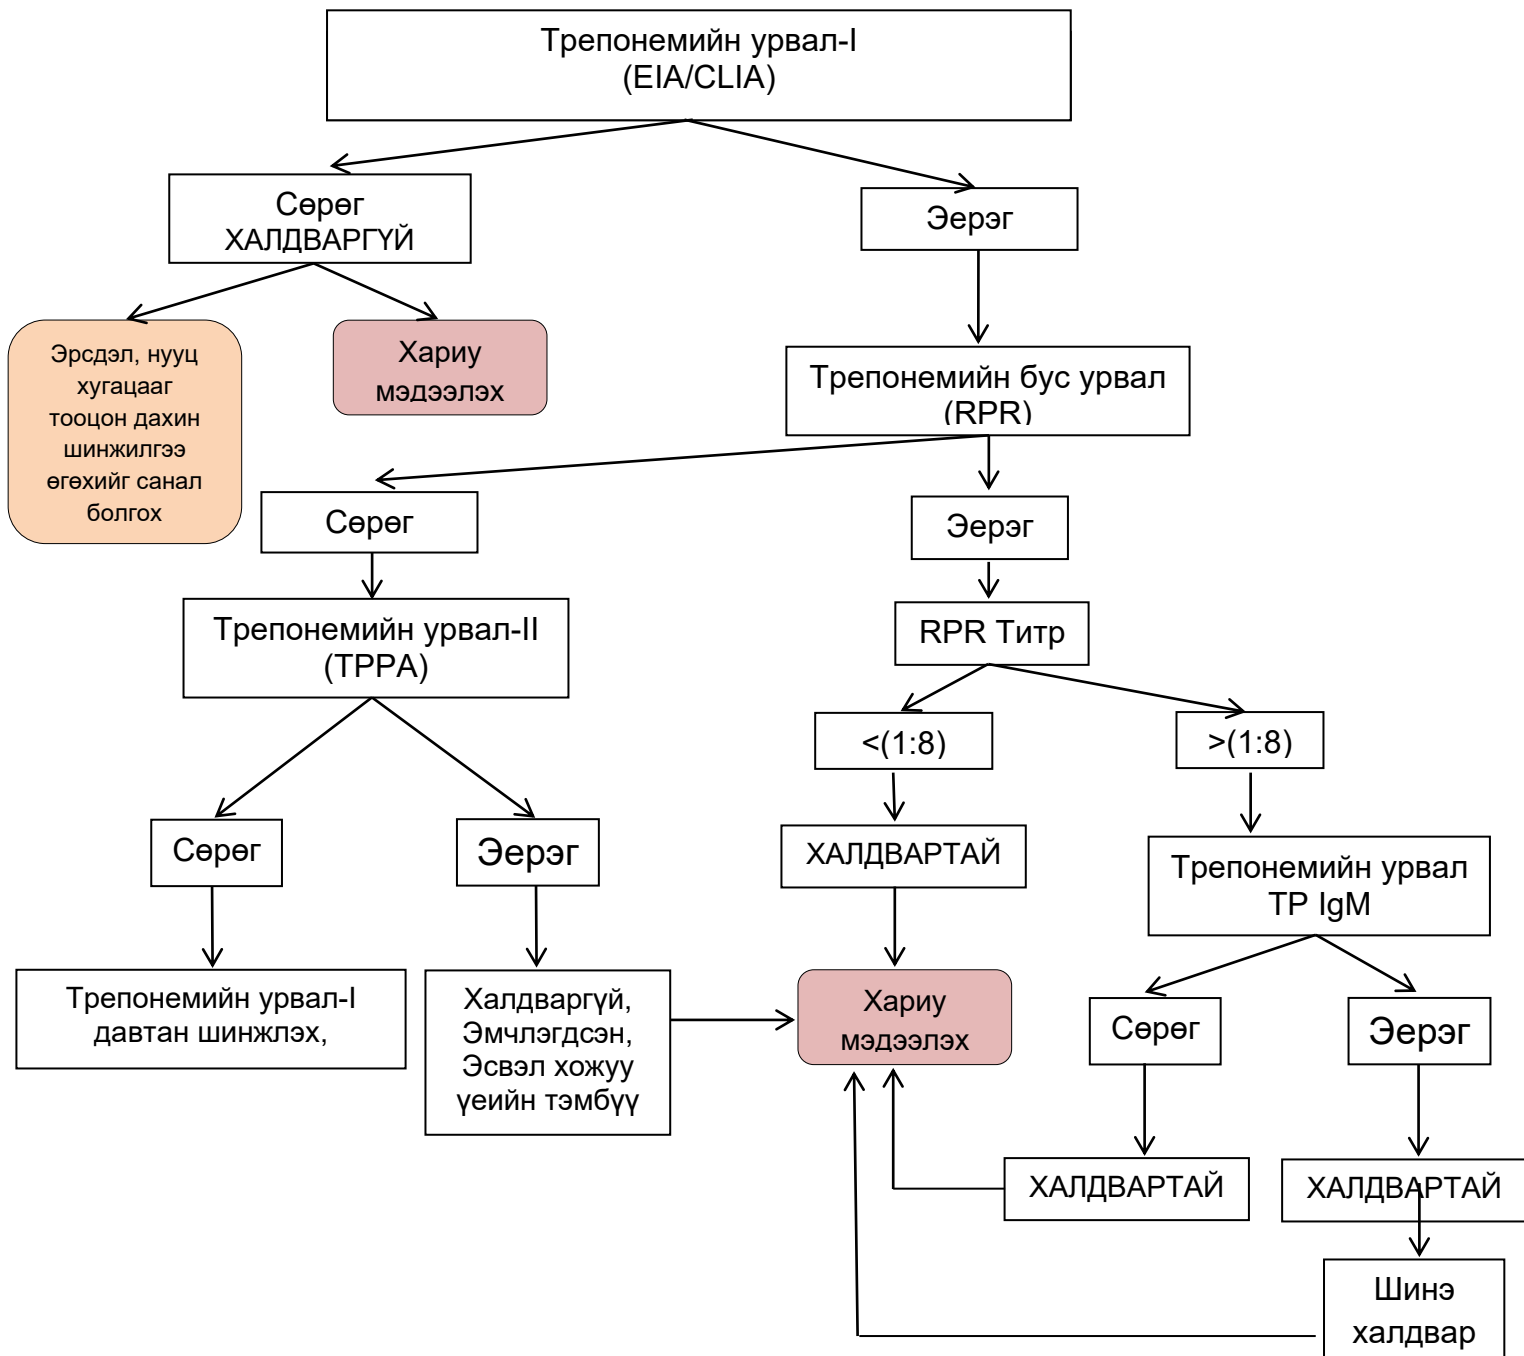 Трепонемийн урвал-I
(EIA/CLIA)
Сөрөг
ХАЛДВАРГҮЙ
Эерэг
Эрсдэл, нууц
хугацааг
тооцон дахин
шинжилгээ
өгөхийг санал
болгох
Хариу
мэдээлэх
Трепонемийн бус урвал
(RPR)
Сөрөг
Эерэг
Трепонемийн урвал-II
(TPPA)
RPR Титр
<(1:8)
>(1:8)
Сөрөг
Эерэг
ХАЛДВАРТАЙ
Трепонемийн урвал
TP IgM
Трепонемийн урвал-I
давтан шинжлэх,
Халдваргүй,
Эмчлэгдсэн,
Эсвэл хожуу
үеийн тэмбүү
Хариу
мэдээлэх
Сөрөг
Эерэг
ХАЛДВАРТАЙ
ХАЛДВАРТАЙ
Шинэ
халдвар